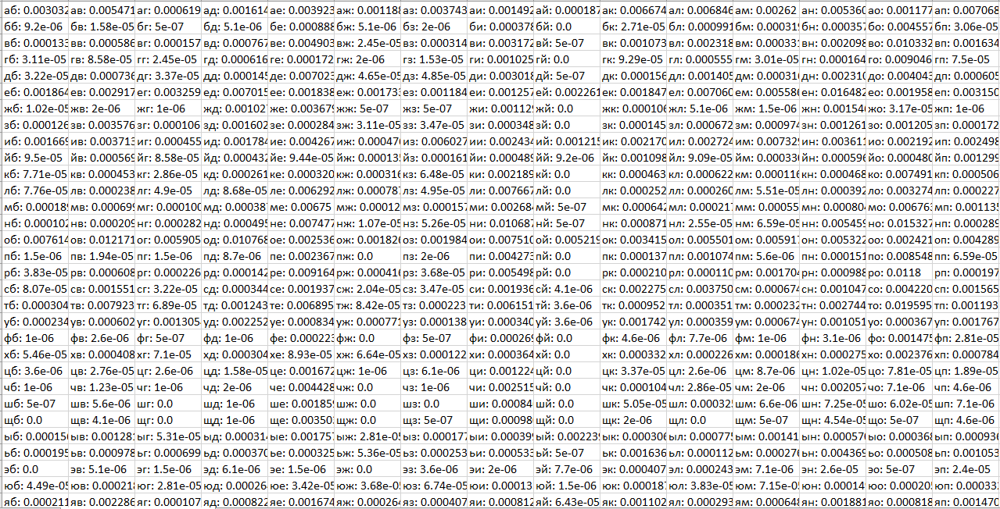 аб: 0.003032 ав: 0.005471 аг: 0.000619 ад: 0.001614 ае: 0.003923 аж: 0.001188 аз: 0.003743 аи: 0.001492 ай: 0.000187 ак: 0.006674 ал: 0.006846 ам: 0.00262 ан: 0.005360 ао: 0.001177 ап: 0.007068
бб: 9.2e-06 бв: 1.58e-05 бг: 5e-07 бд: 5.1e-06 бе: 0.000888 бж: 5.1e-06 бз: 2e-06 би: 0.000378 бй: 0.0 бк: 2.71e-05 бл: 0.000991 бм: 0.000319 бн: 0.000357 бо: 0.004557 бп: 3.06e-05
вб: 0.000133 вв: 0.000586 вг: 0.000157 вд: 0.000767 ве: 0.004903 вж: 2.45e-05 вз: 0.000314 ви: 0.003172 вй: 5e-07 вк: 0.001073 вл: 0.002318 вм: 0.000331 вн: 0.002098 во: 0.010332 вп: 0.001634
гб: 3.11e-05 гв: 8.58e-05 гг: 2.45e-05 гд: 0.000616 ге: 0.000172 гж: 2e-06 гз: 1.53e-05 ги: 0.001025 гй: 0.0 гк: 9.29e-05 гл: 0.000555 гм: 3.01e-05 гн: 0.000164 го: 0.009046 гп: 7.5e-05
дб: 3.22e-05 дв: 0.000736 дг: 3.37e-05 дд: 0.000145 де: 0.007023 дж: 4.65e-05 дз: 4.85e-05 ди: 0.003018 дй: 5e-07 дк: 0.000156 дл: 0.001405 дм: 0.000316 дн: 0.002310 до: 0.004043 дп: 0.000605
еб: 0.001864 ев: 0.002917 ег: 0.003259 ед: 0.007015 ее: 0.001838 еж: 0.001733 ез: 0.001184 еи: 0.001257 ей: 0.002261 ек: 0.001847 ел: 0.007060 ем: 0.005586 ен: 0.016482 ео: 0.001958 еп: 0.003150
жб: 1.02e-05 жв: 2e-06 жг: 1e-06 жд: 0.001027 же: 0.003679 жж: 5e-07 жз: 5e-07 жи: 0.001129 жй: 0.0 жк: 0.000106 жл: 5.1e-06 жм: 1.5e-06 жн: 0.001546 жо: 3.17e-05 жп: 1e-06
зб: 0.000126 зв: 0.003576 зг: 0.000106 зд: 0.001602 зе: 0.000284 зж: 3.11e-05 зз: 3.47e-05 зи: 0.000348 зй: 0.0 зк: 0.000145 зл: 0.000672 зм: 0.000974 зн: 0.001261 зо: 0.001205 зп: 0.000172
иб: 0.001669 ив: 0.003713 иг: 0.000455 ид: 0.001784 ие: 0.004267 иж: 0.000476 из: 0.006027 ии: 0.002434 ий: 0.001215 ик: 0.002170 ил: 0.002724 им: 0.007329 ин: 0.003611 ио: 0.002192 ип: 0.002498
йб: 9.5e-05 йв: 0.000569 йг: 8.58e-05 йд: 0.000432 йе: 9.44e-05 йж: 0.000135 йз: 0.000161 йи: 0.000489 йй: 9.2e-06 йк: 0.001098 йл: 9.09e-05 йм: 0.000336 йн: 0.000596 йо: 0.000480 йп: 0.001299
кб: 7.71e-05 кв: 0.000453 кг: 2.86e-05 кд: 0.000261 ке: 0.000320 кж: 0.000316 кз: 6.48e-05 ки: 0.002189 кй: 0.0 кк: 0.000463 кл: 0.000622 км: 0.000116 кн: 0.000468 ко: 0.007491 кп: 0.000506
лб: 7.76e-05 лв: 0.000238 лг: 4.9e-05 лд: 8.68e-05 ле: 0.006292 лж: 0.000787 лз: 4.95e-05 ли: 0.007667 лй: 0.0 лк: 0.000252 лл: 0.000260 лм: 5.51e-05 лн: 0.000392 ло: 0.003274 лп: 0.000227
мб: 0.000189 мв: 0.000699 мг: 0.000100 мд: 0.000387 ме: 0.00675 мж: 0.00012 мз: 0.000157 ми: 0.002684 мй: 5e-07 мк: 0.000642 мл: 0.000217 мм: 0.00055 мн: 0.000804 мо: 0.006763 мп: 0.001135
нб: 0.000102 нв: 0.000209 нг: 0.000282 нд: 0.000495 не: 0.007477 нж: 1.07e-05 нз: 5.26e-05 ни: 0.010687 нй: 5e-07 нк: 0.000871 нл: 2.55e-05 нм: 6.59e-05 нн: 0.005459 но: 0.015327 нп: 0.000289
об: 0.007614 ов: 0.012171 ог: 0.005905 од: 0.010768 ое: 0.002536 ож: 0.001826 оз: 0.001984 ои: 0.007510 ой: 0.005219 ок: 0.003415 ол: 0.005501 ом: 0.005917 он: 0.005322 оо: 0.002421 оп: 0.004289
пб: 1.5e-06 пв: 1.94e-05 пг: 1.5e-06 пд: 8.7e-06 пе: 0.002367 пж: 0.0 пз: 2e-06 пи: 0.004273 пй: 0.0 пк: 0.000137 пл: 0.001074 пм: 5.6e-06 пн: 0.000151 по: 0.008548 пп: 6.59e-05
рб: 3.83e-05 рв: 0.000608 рг: 0.000226 рд: 0.000142 ре: 0.009164 рж: 0.000416 рз: 3.68e-05 ри: 0.005498 рй: 0.0 рк: 0.000210 рл: 0.000110 рм: 0.001704 рн: 0.000988 ро: 0.0118 рп: 0.000197
сб: 8.07e-05 св: 0.001551 сг: 3.22e-05 сд: 0.000344 се: 0.001937 сж: 2.04e-05 сз: 3.47e-05 си: 0.001936 сй: 4.1e-06 ск: 0.002275 сл: 0.003750 см: 0.000674 сн: 0.001047 со: 0.004220 сп: 0.001565
тб: 0.000304 тв: 0.007923 тг: 6.89e-05 тд: 0.001243 те: 0.006895 тж: 8.42e-05 тз: 0.000223 ти: 0.006151 тй: 3.6e-06 тк: 0.000952 тл: 0.000351 тм: 0.000232 тн: 0.002744 то: 0.019595 тп: 0.001193
уб: 0.000234 ув: 0.000602 уг: 0.001305 уд: 0.002252 уе: 0.000834 уж: 0.000771 уз: 0.000138 уи: 0.000340 уй: 3.6e-06 ук: 0.001742 ул: 0.000359 ум: 0.000674 ун: 0.001051 уо: 0.000367 уп: 0.001767
фб: 1e-06 фв: 2.6e-06 фг: 5e-07 фд: 1e-06 фе: 0.000223 фж: 0.0 фз: 5e-07 фи: 0.000269 фй: 0.0 фк: 4.6e-06 фл: 7.7e-06 фм: 1e-06 фн: 3.1e-06 фо: 0.001475 фп: 2.81e-05
хб: 5.46e-05 хв: 0.000408 хг: 7.1e-05 хд: 0.000304 хе: 8.93e-05 хж: 6.64e-05 хз: 0.000122 хи: 0.000364 хй: 0.0 хк: 0.000332 хл: 0.000226 хм: 0.000186 хн: 0.000275 хо: 0.002376 хп: 0.000784
цб: 3.6e-06 цв: 2.76e-05 цг: 2.6e-06 цд: 1.58e-05 це: 0.001672 цж: 1e-06 цз: 6.1e-06 ци: 0.001224 цй: 0.0 цк: 3.37e-05 цл: 2.6e-06 цм: 8.7e-06 цн: 1.02e-05 цо: 7.81e-05 цп: 1.89e-05
чб: 1e-06 чв: 1.23e-05 чг: 1e-06 чд: 2e-06 че: 0.004428 чж: 0.0 чз: 1e-06 чи: 0.002515 чй: 0.0 чк: 0.000104 чл: 2.86e-05 чм: 2e-06 чн: 0.002057 чо: 7.1e-06 чп: 4.6e-06
шб: 5e-07 шв: 5.6e-06 шг: 0.0 шд: 1e-06 ше: 0.001859 шж: 0.0 шз: 0.0 ши: 0.00084 шй: 0.0 шк: 5.05e-05 шл: 0.000325 шм: 6.6e-06 шн: 7.25e-05 шо: 6.02e-05 шп: 7.1e-06
щб: 0.0 щв: 4.1e-06 щг: 0.0 щд: 1e-06 ще: 0.003503 щж: 0.0 щз: 5e-07 щи: 0.000980 щй: 0.0 щк: 2e-06 щл: 0.0 щм: 5e-07 щн: 4.54e-05 що: 5e-07 щп: 4.6e-06
ыб: 0.000156 ыв: 0.001281 ыг: 5.31e-05 ыд: 0.000314 ые: 0.001757 ыж: 2.81e-05 ыз: 0.000177 ыи: 0.000399 ый: 0.002239 ык: 0.000306 ыл: 0.000775 ым: 0.00141 ын: 0.000576 ыо: 0.000368 ып: 0.000936
ьб: 0.000195 ьв: 0.000978 ьг: 0.000699 ьд: 0.000370 ье: 0.000325 ьж: 5.36e-05 ьз: 0.000253 ьи: 0.000533 ьй: 5e-07 ьк: 0.001636 ьл: 0.000112 ьм: 0.000276 ьн: 0.004369 ьо: 0.000508 ьп: 0.001053
эб: 0.0 эв: 5.1e-06 эг: 1.5e-06 эд: 6.1e-06 эе: 1.5e-06 эж: 0.0 эз: 3.6e-06 эи: 2e-06 эй: 7.7e-06 эк: 0.000407 эл: 0.000243 эм: 7.1e-06 эн: 2.6e-05 эо: 5e-07 эп: 2.4e-05
юб: 4.49e-05 юв: 0.000218 юг: 2.81e-05 юд: 0.00026 юе: 3.42e-05 юж: 3.68e-05 юз: 6.74e-05 юи: 0.00013 юй: 1.5e-06 юк: 0.000187 юл: 3.83e-05 юм: 7.15e-05 юн: 0.00014 юо: 0.000205 юп: 0.000333
яб: 0.000211 яв: 0.002286 яг: 0.000107 яд: 0.000822 яе: 0.001674 яж: 0.000264 яз: 0.000407 яи: 0.000812 яй: 6.43e-05 як: 0.001102 ял: 0.000293 ям: 0.000648 ян: 0.001881 яо: 0.000818 яп: 0.001470